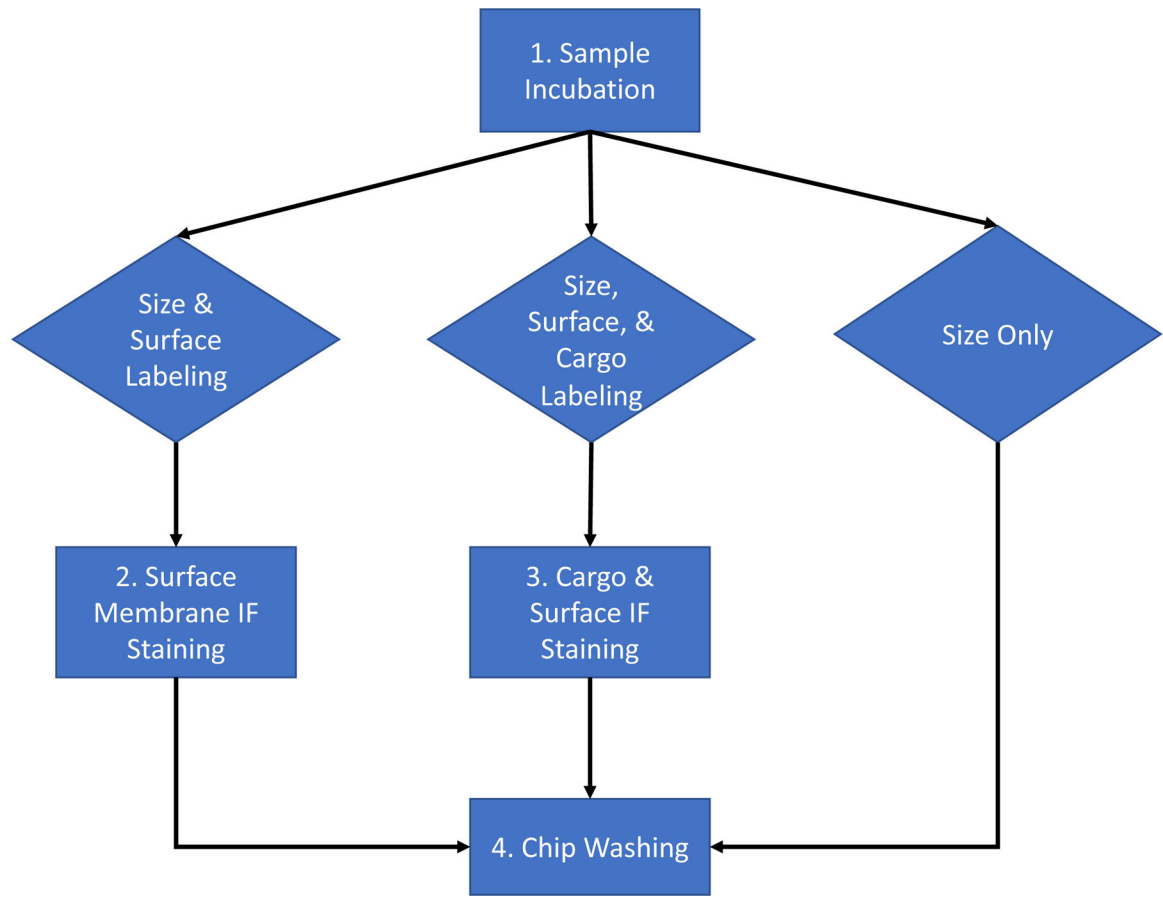 1. Sample
Incubation
Size &
Surface
Labeling
Size,
Surface, &
Cargo
Labeling
Size Only
2. Surface
Membrane IF
Staining
3. Cargo &
Surface IF
Staining
4. Chip Washing